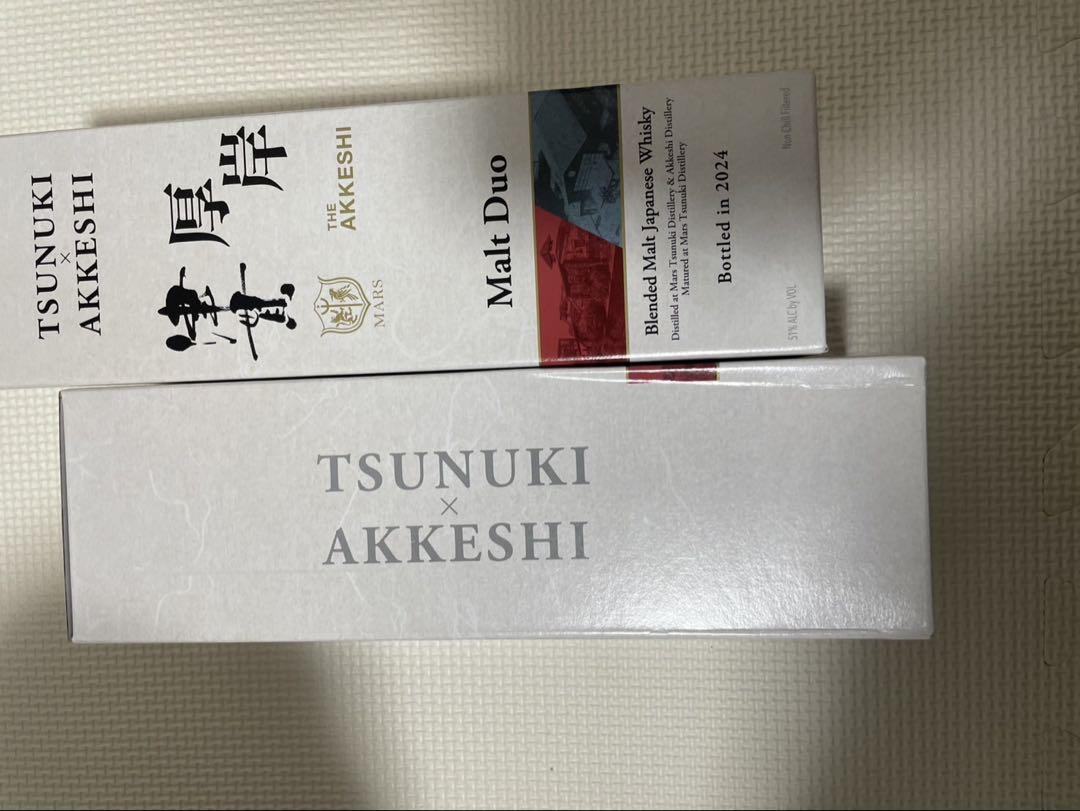 TSUNUKI
×
AKKESHI
津貫
厚岸
MARS
THE
AKKESHI
Malt Duo
Blended Malt Japanese Whisky
Distilled at Mars Tsunuki Distillery & Akkeshi Distillery
Matured at Mars Tsunuki Distillery
Bottled in 2024
51% ALC by VOL
Non Chill Filtered
TSUNUKI
×
AKKESHI